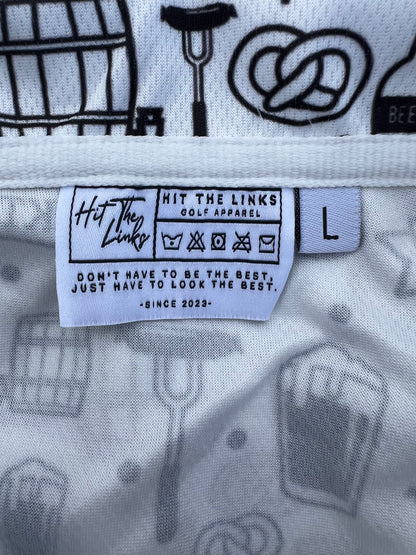 BEE
Hit The
Links
HIT THE LINKS
GOLF APPAREL
L
DON'T HAVE TO BE THE BEST,
JUST HAVE TO LOOK THE BEST.
-SINCE 2023-